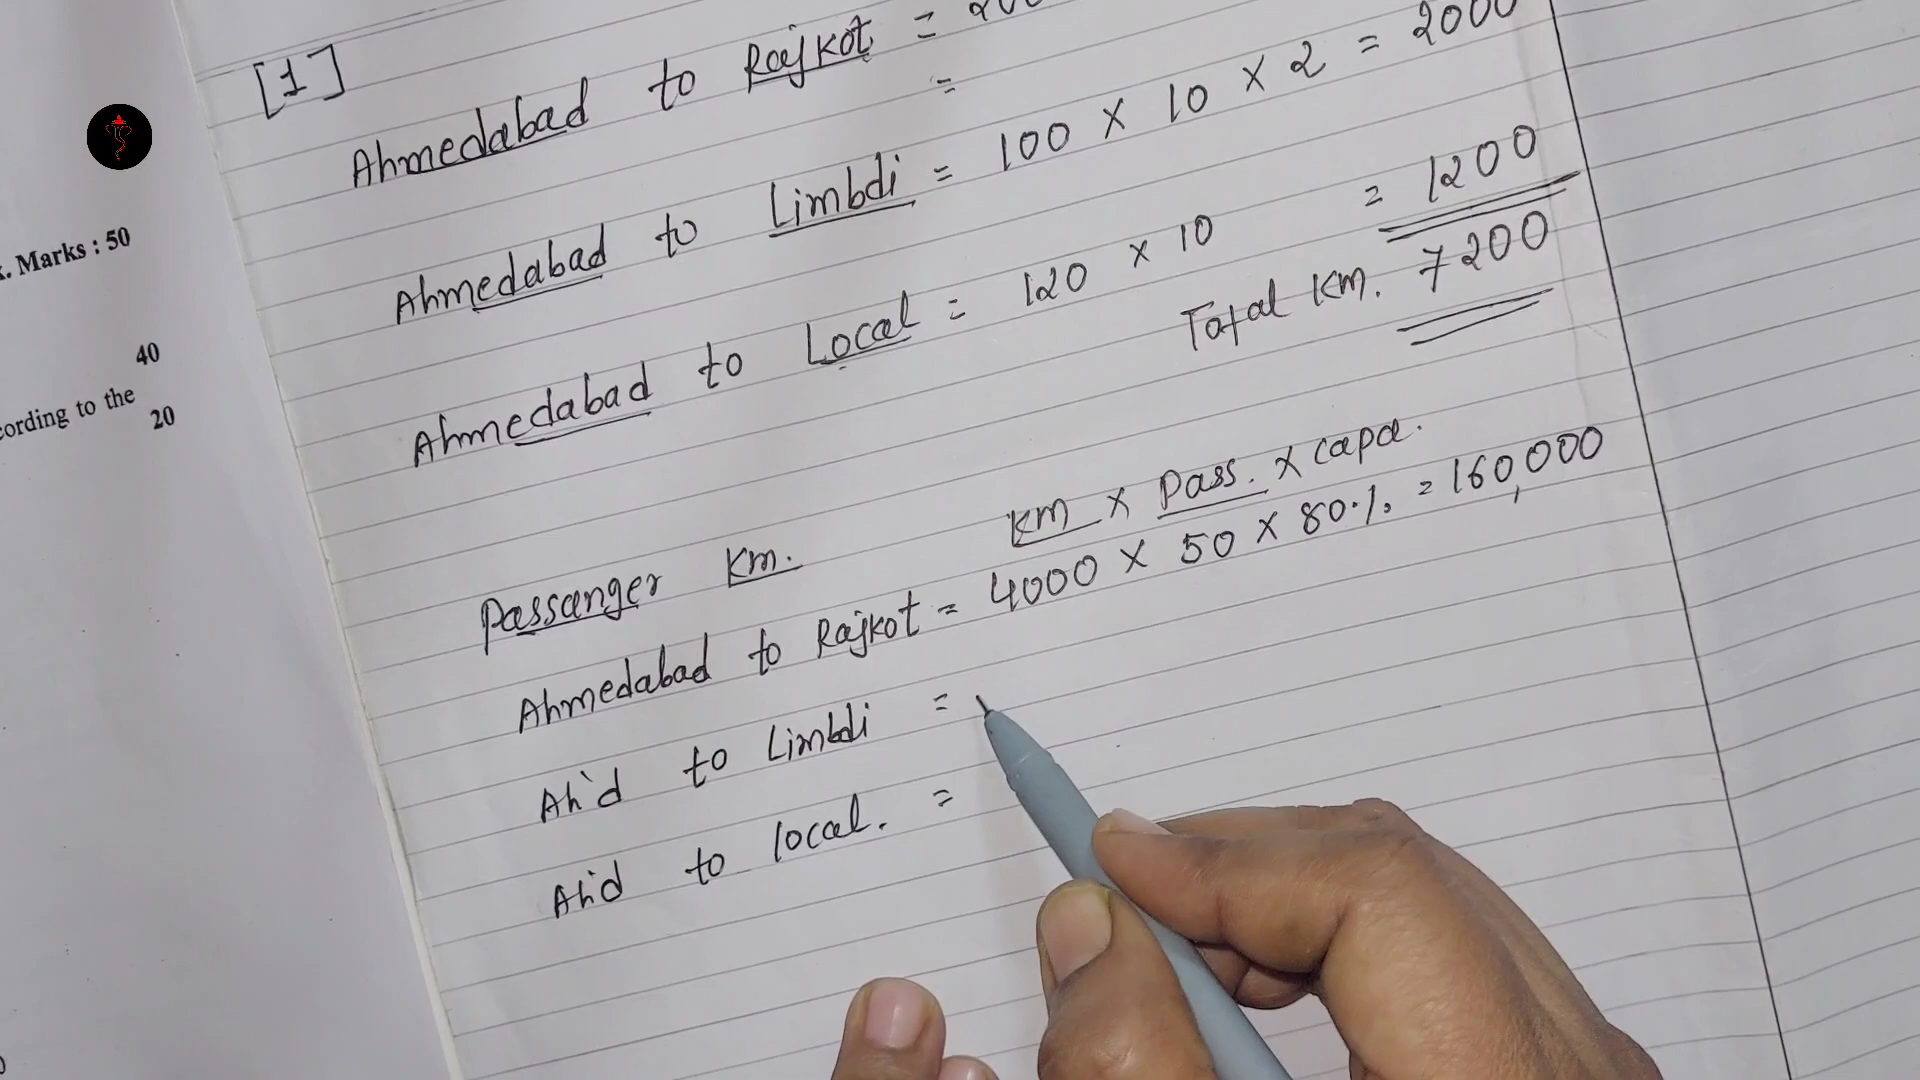 [1]
Ahmedabad to Rajkot = 200
=
Ahmedabad to Limbdi = 100 × 10 × 2 = 2000
Ahmedabad to Local = 120 × 10 = 1200
Total Km. 7200
Passanger Km.
Km × Pass. × capa.
Ahmedabad to Rajkot = 4000 × 50 × 80% = 160,000
Ah'd to Limbdi =
Ah'd to local. =
. Marks : 50
40
cording to the
20